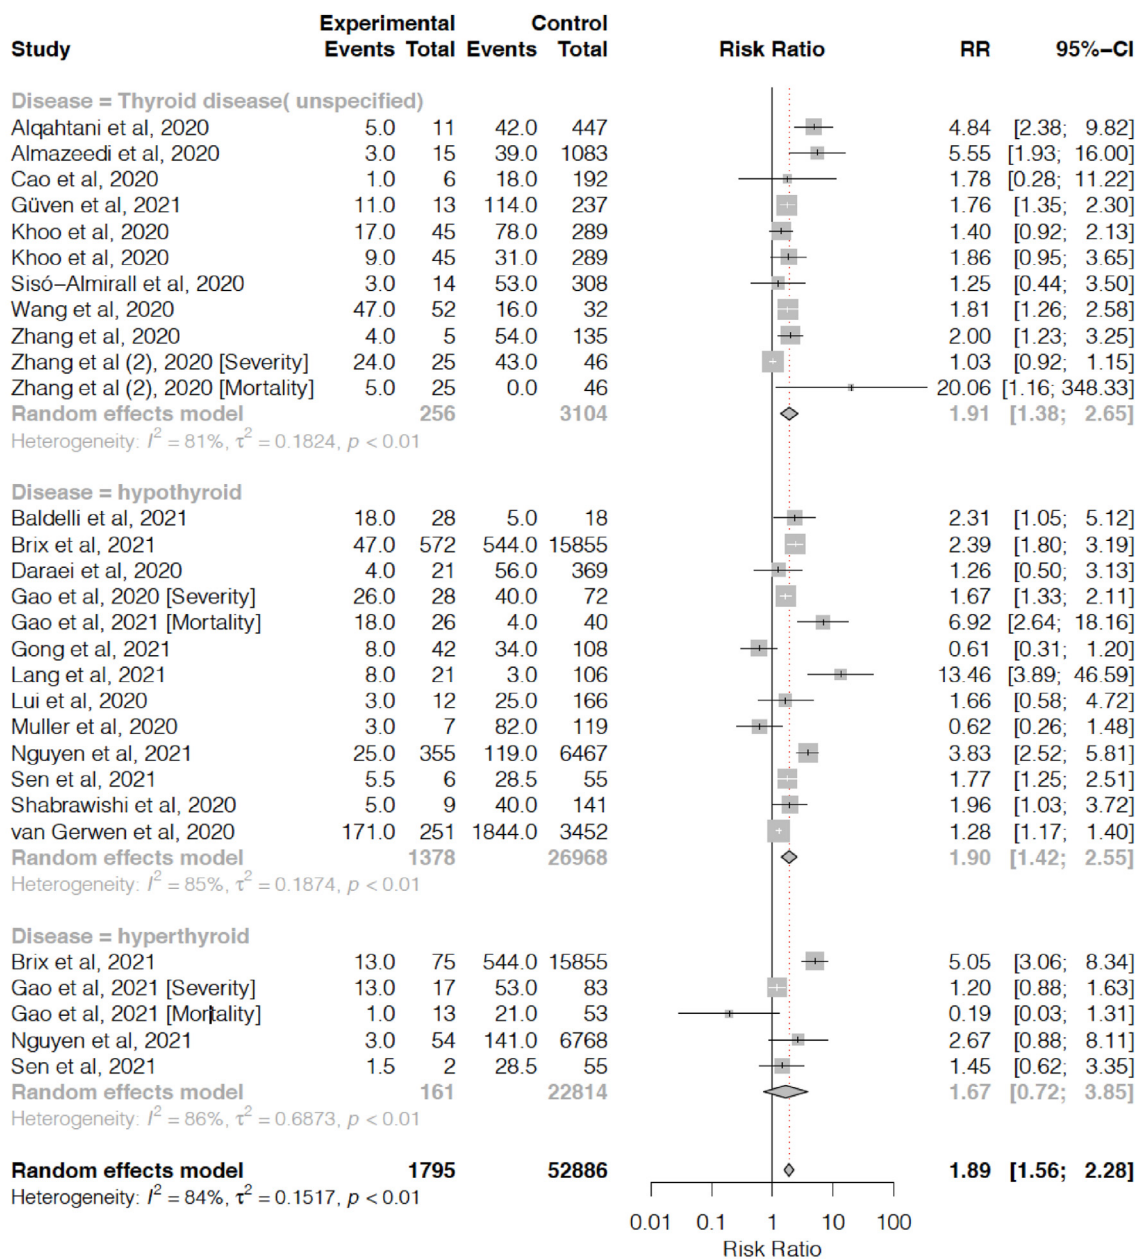 Experimental Control
Study Events Total Events Total Risk Ratio RR 95%−CI
Disease = Thyroid disease( unspecified)
Alqahtani et al, 2020 5.0 11 42.0 447 4.84 [2.38; 9.82]
Almazeedi et al, 2020 3.0 15 39.0 1083 5.55 [1.93; 16.00]
Cao et al, 2020 1.0 6 18.0 192 1.78 [0.28; 11.22]
Güven et al, 2021 11.0 13 114.0 237 1.76 [1.35; 2.30]
Khoo et al, 2020 17.0 45 78.0 289 1.40 [0.92; 2.13]
Khoo et al, 2020 9.0 45 31.0 289 1.86 [0.95; 3.65]
Sisó−Almirall et al, 2020 3.0 14 53.0 308 1.25 [0.44; 3.50]
Wang et al, 2020 47.0 52 16.0 32 1.81 [1.26; 2.58]
Zhang et al, 2020 4.0 5 54.0 135 2.00 [1.23; 3.25]
Zhang et al (2), 2020 [Severity] 24.0 25 43.0 46 1.03 [0.92; 1.15]
Zhang et al (2), 2020 [Mortality] 5.0 25 0.0 46 20.06 [1.16; 348.33]
Random effects model 256 3104 1.91 [1.38; 2.65]
Heterogeneity: I² = 81%, τ² = 0.1824, p < 0.01
Disease = hypothyroid
Baldelli et al, 2021 18.0 28 5.0 18 2.31 [1.05; 5.12]
Brix et al, 2021 47.0 572 544.0 15855 2.39 [1.80; 3.19]
Daraei et al, 2020 4.0 21 56.0 369 1.26 [0.50; 3.13]
Gao et al, 2020 [Severity] 26.0 28 40.0 72 1.67 [1.33; 2.11]
Gao et al, 2021 [Mortality] 18.0 26 4.0 40 6.92 [2.64; 18.16]
Gong et al, 2021 8.0 42 34.0 108 0.61 [0.31; 1.20]
Lang et al, 2021 8.0 21 3.0 106 13.46 [3.89; 46.59]
Lui et al, 2020 3.0 12 25.0 166 1.66 [0.58; 4.72]
Muller et al, 2020 3.0 7 82.0 119 0.62 [0.26; 1.48]
Nguyen et al, 2021 25.0 355 119.0 6467 3.83 [2.52; 5.81]
Sen et al, 2021 5.5 6 28.5 55 1.77 [1.25; 2.51]
Shabrawishi et al, 2020 5.0 9 40.0 141 1.96 [1.03; 3.72]
van Gerwen et al, 2020 171.0 251 1844.0 3452 1.28 [1.17; 1.40]
Random effects model 1378 26968 1.90 [1.42; 2.55]
Heterogeneity: I² = 85%, τ² = 0.1874, p < 0.01
Disease = hyperthyroid
Brix et al, 2021 13.0 75 544.0 15855 5.05 [3.06; 8.34]
Gao et al, 2021 [Severity] 13.0 17 53.0 83 1.20 [0.88; 1.63]
Gao et al, 2021 [Mortality] 1.0 13 21.0 53 0.19 [0.03; 1.31]
Nguyen et al, 2021 3.0 54 141.0 6768 2.67 [0.88; 8.11]
Sen et al, 2021 1.5 2 28.5 55 1.45 [0.62; 3.35]
Random effects model 161 22814 1.67 [0.72; 3.85]
Heterogeneity: I² = 86%, τ² = 0.6873, p < 0.01
Random effects model 1795 52886 1.89 [1.56; 2.28]
Heterogeneity: I² = 84%, τ² = 0.1517, p < 0.01
0.01 0.1 1 10 100
Risk Ratio